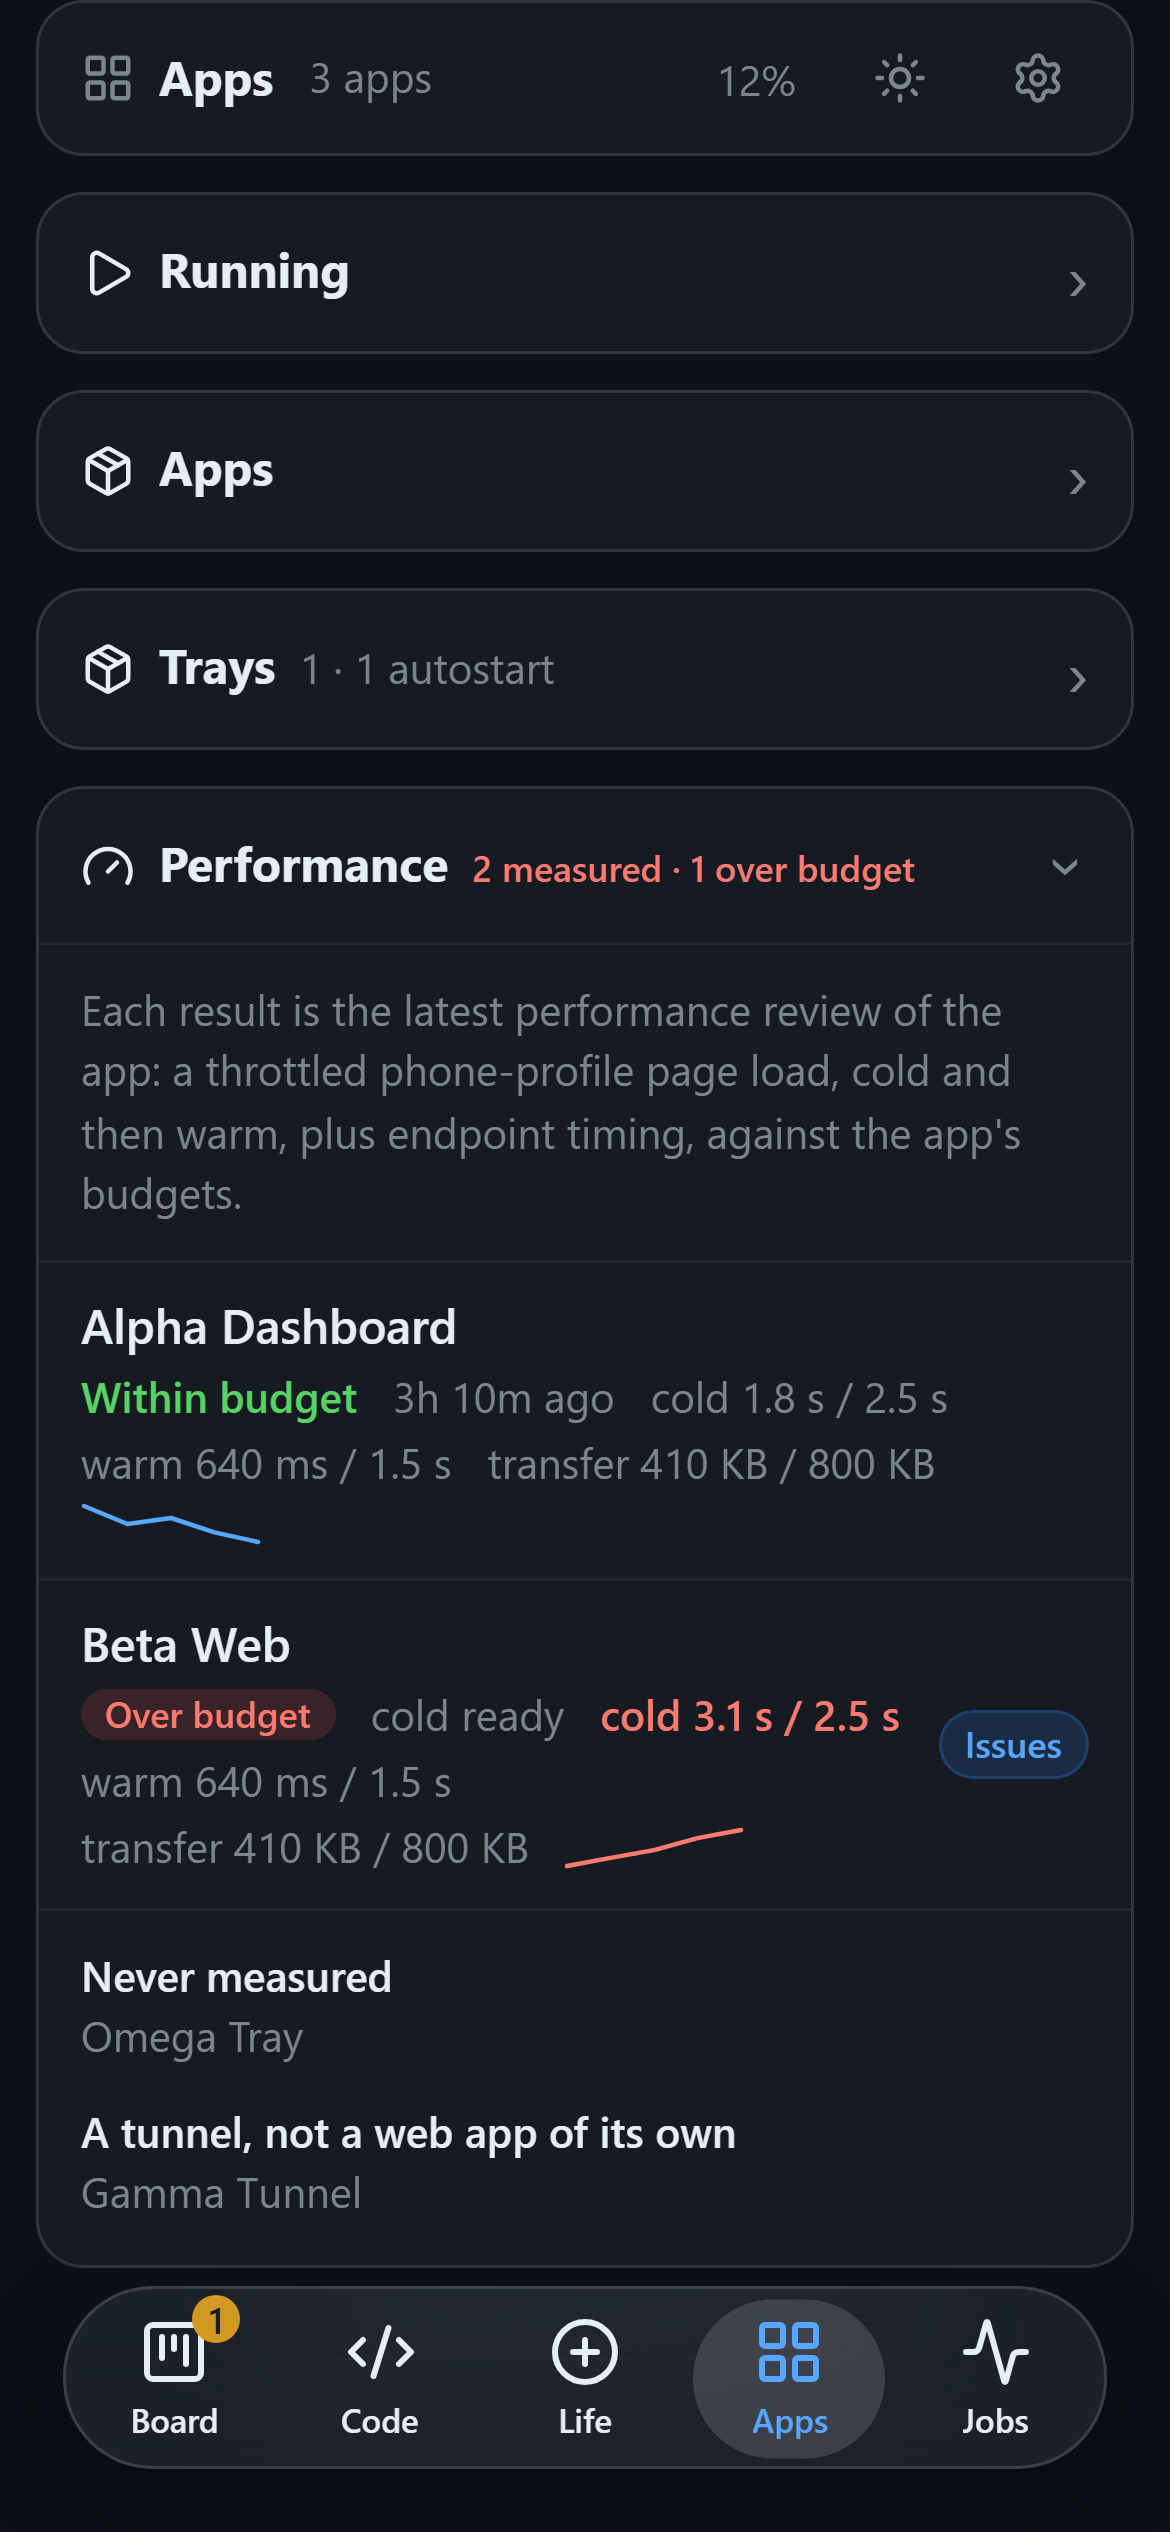 Apps 3 apps 12%
Running
Apps
Trays 1 · 1 autostart
Performance 2 measured · 1 over budget
Each result is the latest performance review of the
app: a throttled phone-profile page load, cold and
then warm, plus endpoint timing, against the app's
budgets.
Alpha Dashboard
Within budget 3h 10m ago cold 1.8 s / 2.5 s
warm 640 ms / 1.5 s transfer 410 KB / 800 KB
Beta Web
Over budget cold ready cold 3.1 s / 2.5 s
Issues
warm 640 ms / 1.5 s
transfer 410 KB / 800 KB
Never measured
Omega Tray
A tunnel, not a web app of its own
Gamma Tunnel
1
Board Code Life Apps Jobs